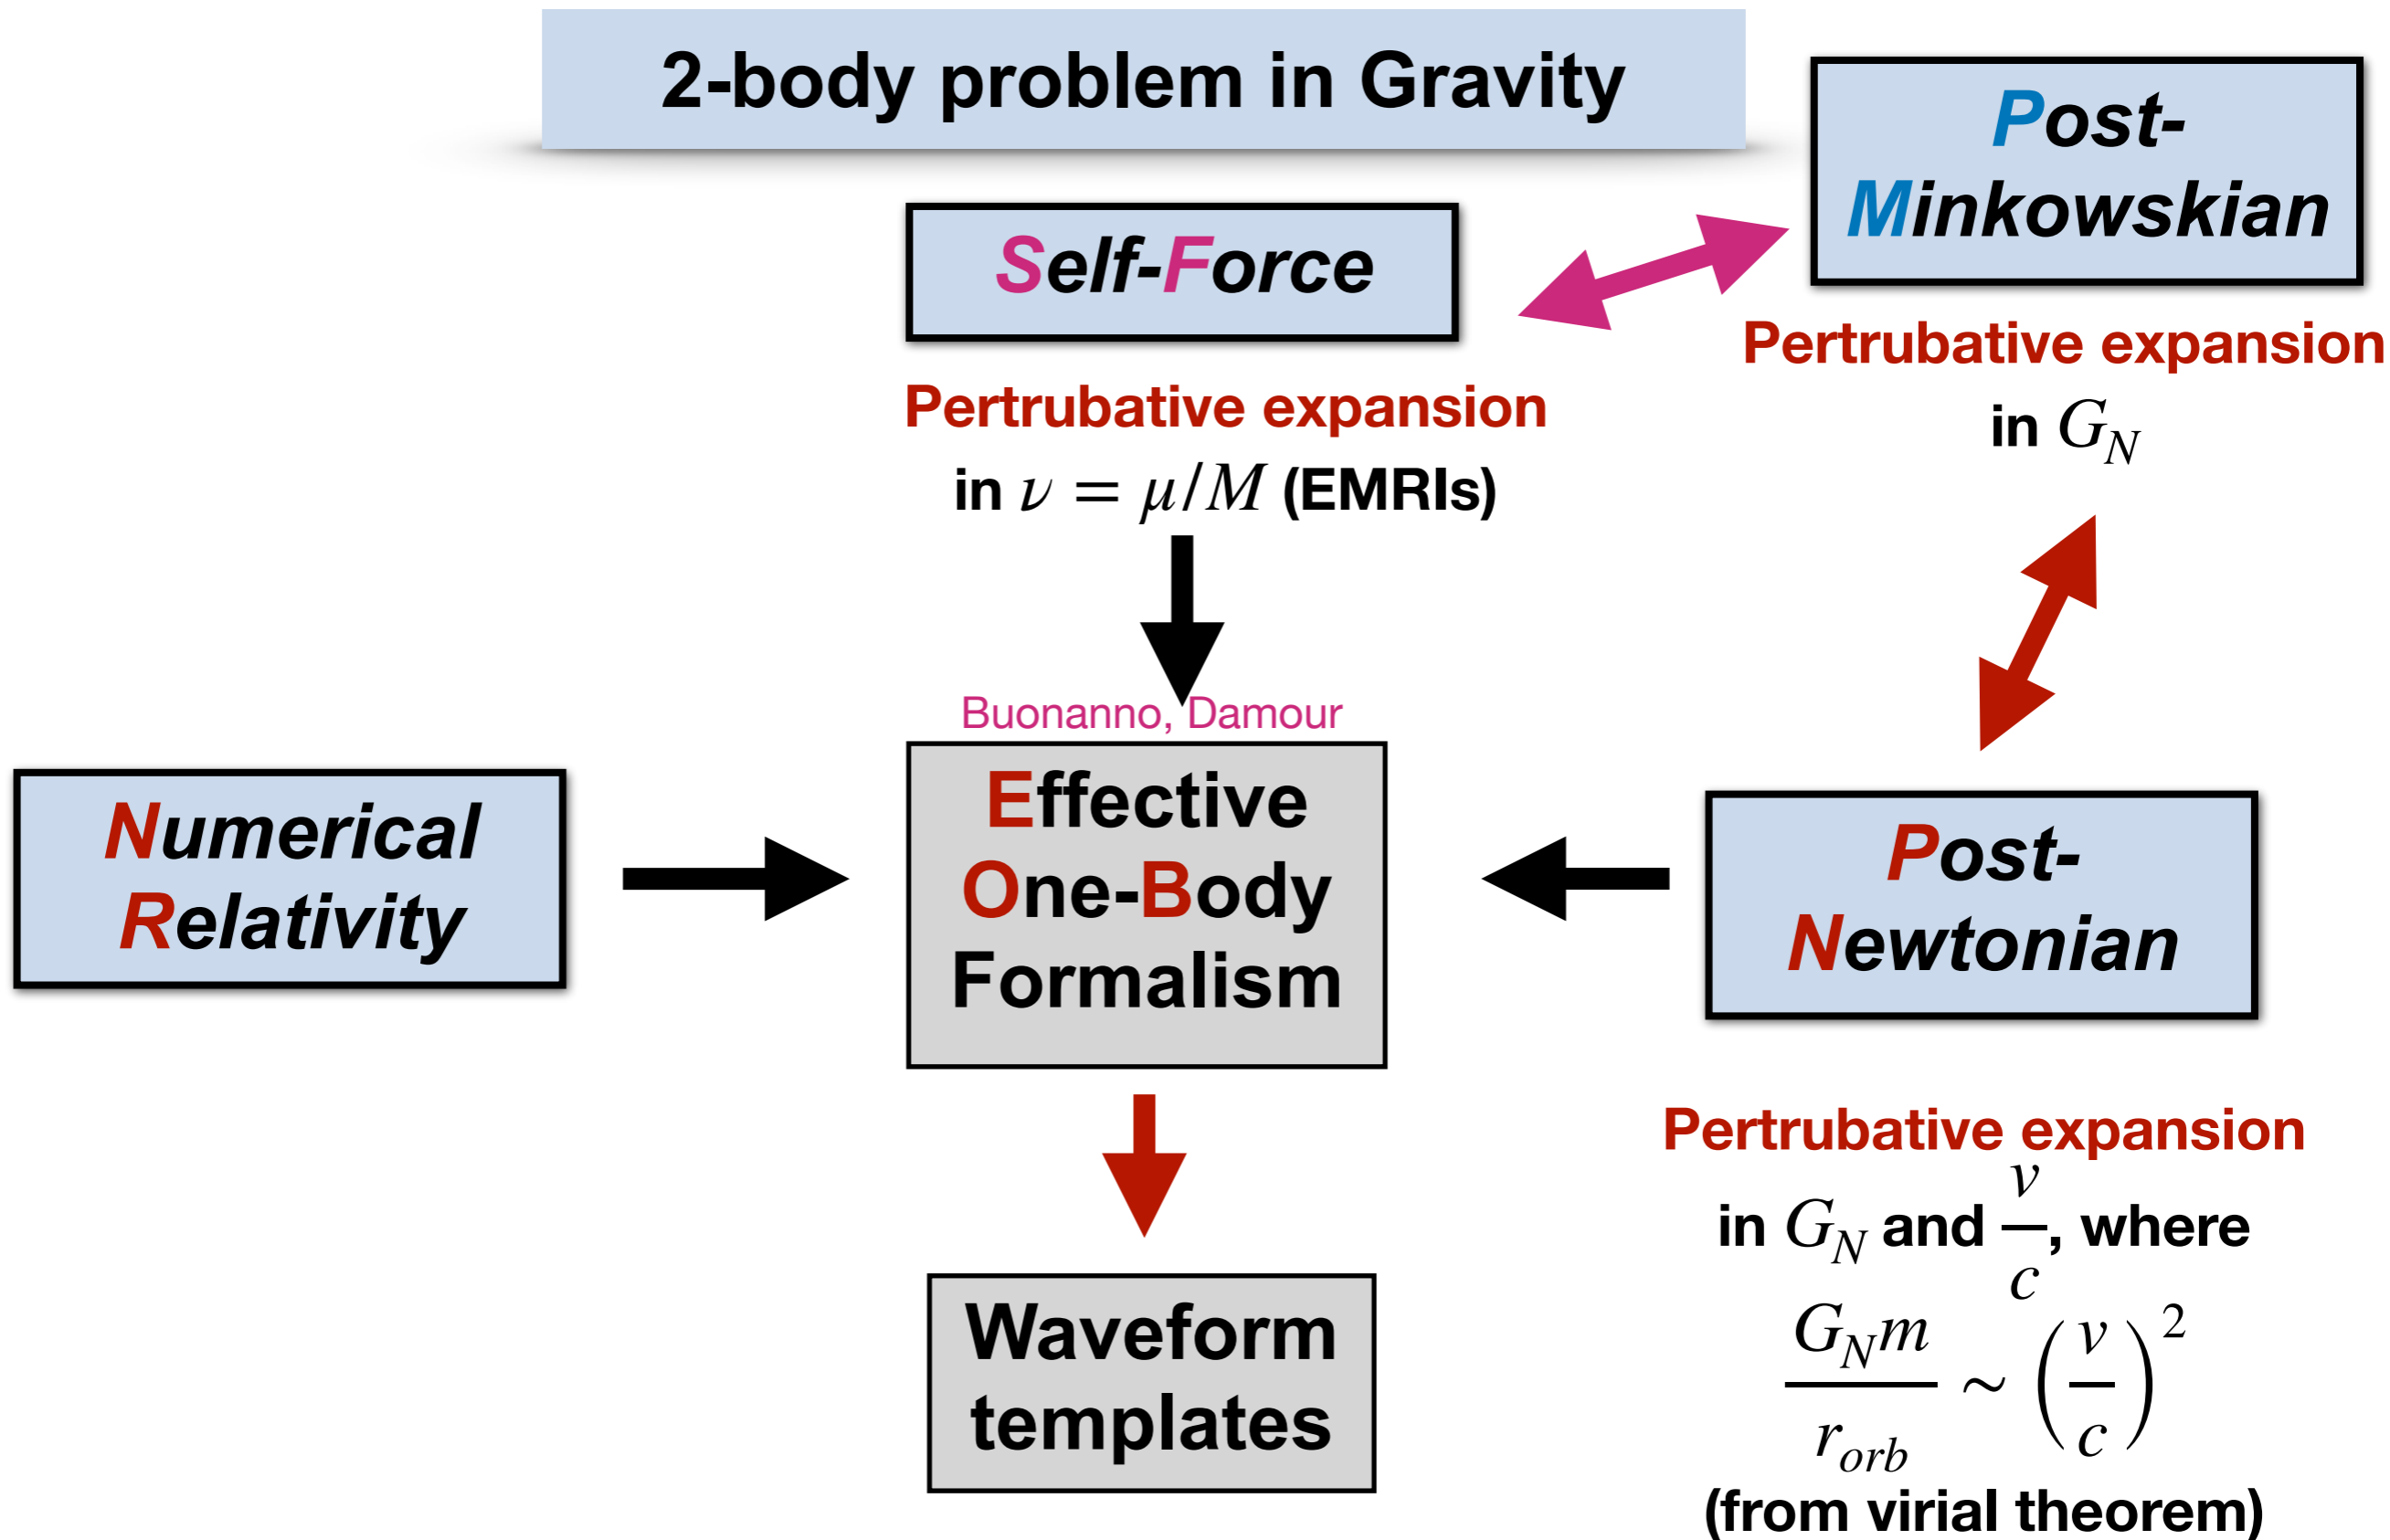 2-body problem in Gravity
Post-
Minkowskian
Self-Force
Pertrubative expansion
in G_N
Pertrubative expansion
in ν = μ/M (EMRIs)
Buonanno, Damour
Numerical
Relativity
Effective
One-Body
Formalism
Post-
Newtonian
Pertrubative expansion
in G_N and v/c, where
G_N m / r_orb ~ (v/c)^2
(from virial theorem)
Waveform
templates